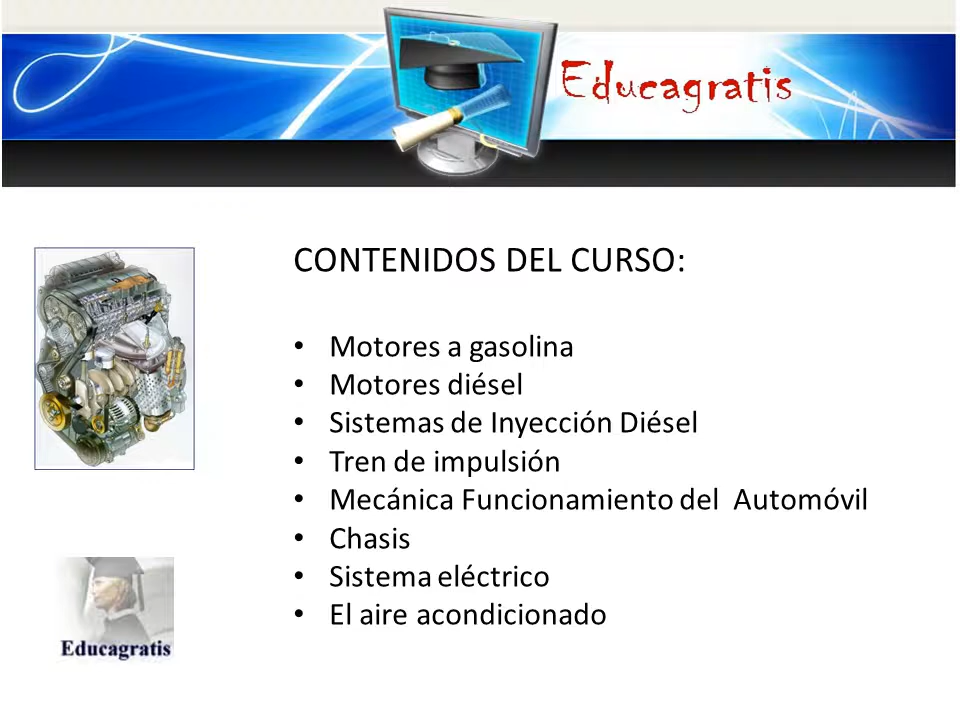 Educagratis
CONTENIDOS DEL CURSO:
• Motores a gasolina
• Motores diésel
• Sistemas de Inyección Diésel
• Tren de impulsión
• Mecánica Funcionamiento del  Automóvil
• Chasis
• Sistema eléctrico
• El aire acondicionado
Educagratis